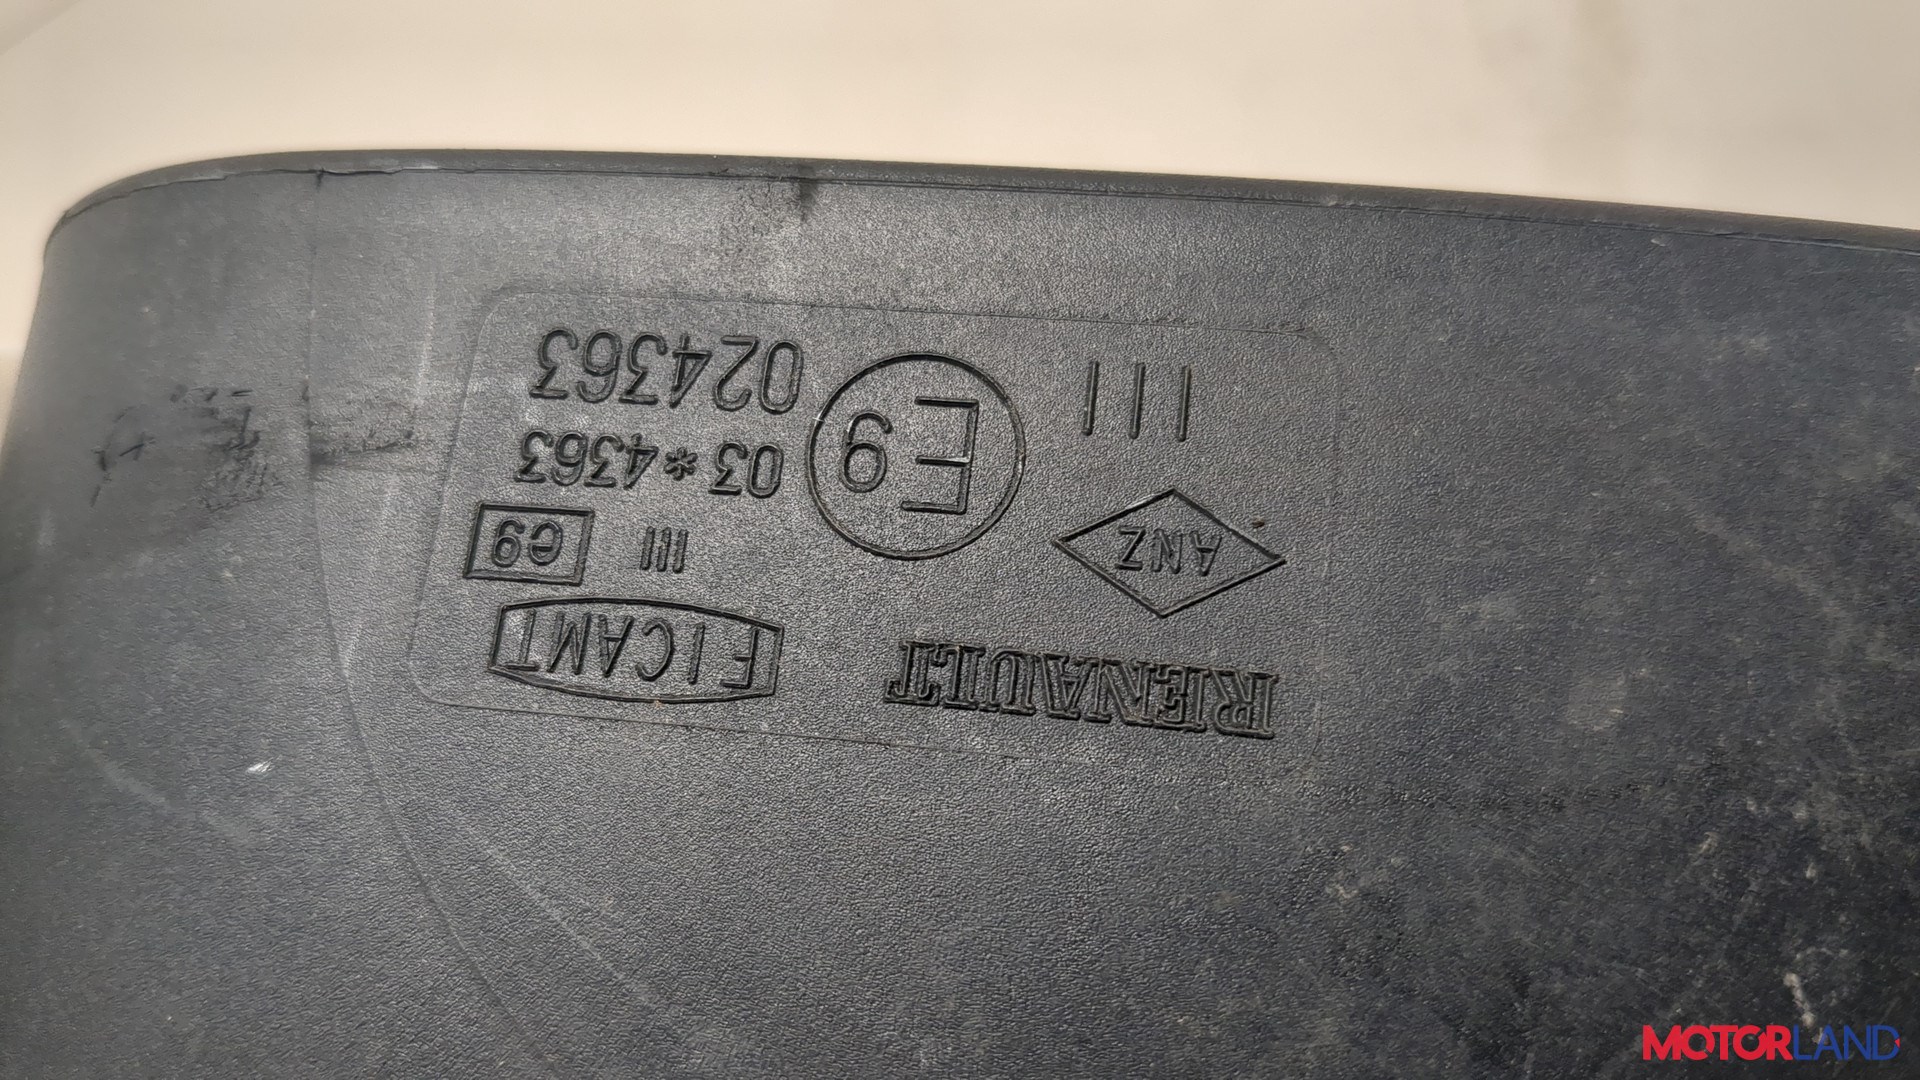 RENAULT FICAMT
ANZ III e9
E9 03*4363
III 024363
MOTORLAND